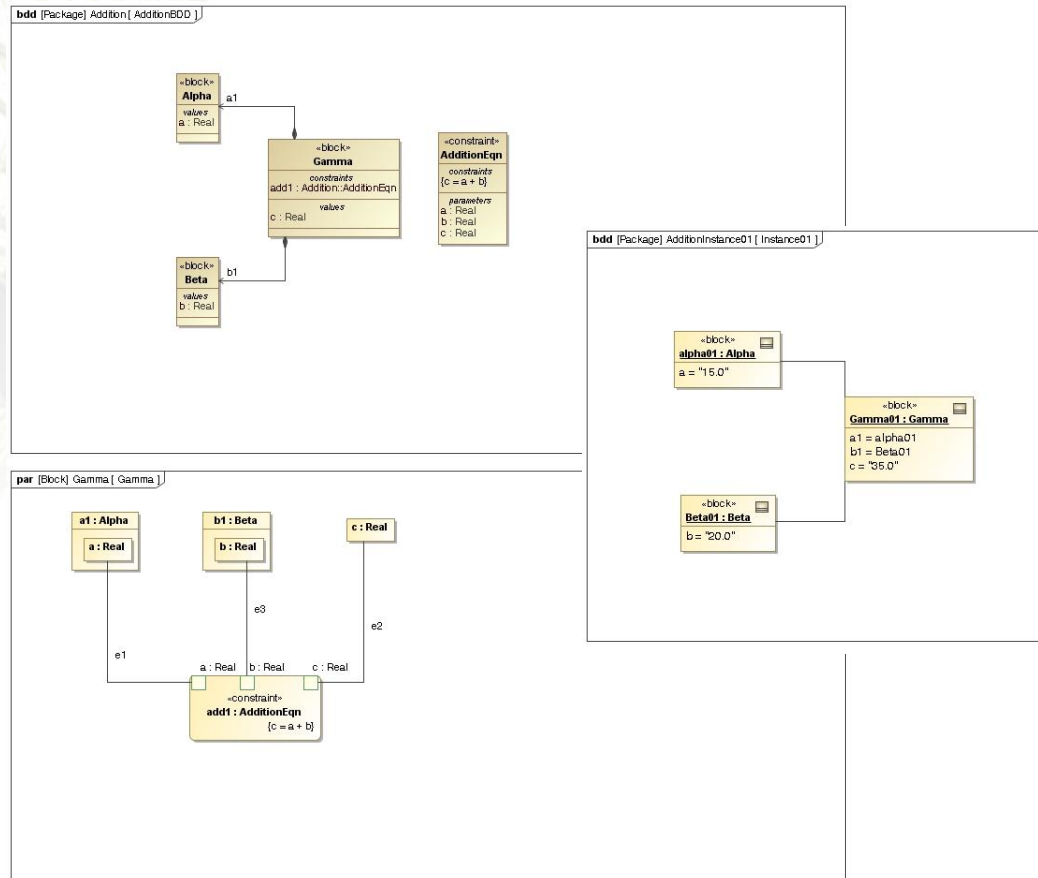 bdd [Package] Addition [ AdditionBDD ]
«block»
Alpha
values
a : Real
a1
«block»
Gamma
constraints
add1 : Addition::AdditionEqn
values
c : Real
«constraint»
AdditionEqn
constraints
{c = a + b}
parameters
a : Real
b : Real
c : Real
«block»
Beta
values
b : Real
b1
bdd [Package] AdditionInstance01 [ Instance01 ]
«block»
alpha01 : Alpha
a = "15.0"
«block»
Gamma01 : Gamma
a1 = alpha01
b1 = Beta01
c = "35.0"
«block»
Beta01 : Beta
b = "20.0"
par [Block] Gamma [ Gamma ]
a1 : Alpha
a : Real
b1 : Beta
b : Real
c : Real
e3
e2
e1
a : Real b : Real c : Real
«constraint»
add1 : AdditionEqn
{c = a + b}